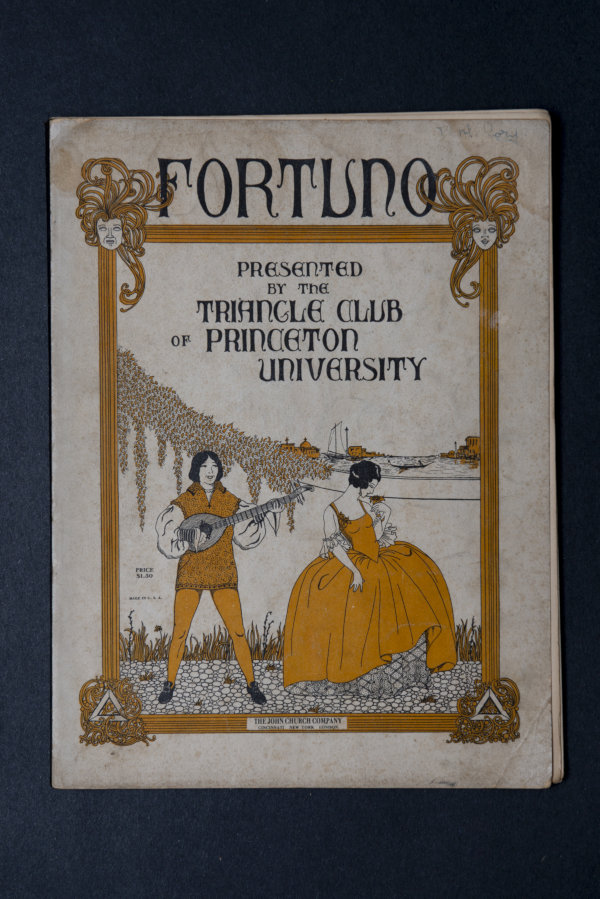 FORTUNO
PRESENTED
BY THE
TRIANGLE CLUB
OF PRINCETON
UNIVERSITY
PRICE
$1.50
MADE IN U. S. A.
THE JOHN CHURCH COMPANY
CINCINNATI NEW YORK LONDON